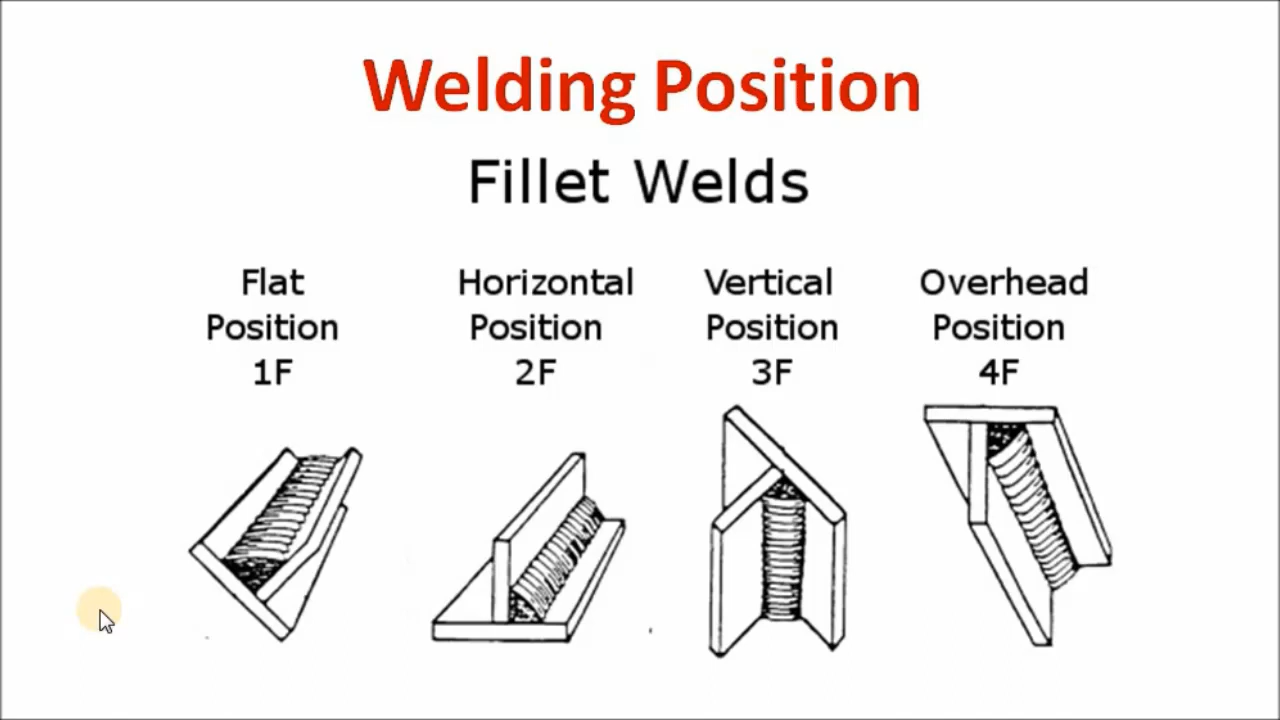 Welding Position
Fillet Welds
Flat
Position
1F
Horizontal
Position
2F
Vertical
Position
3F
Overhead
Position
4F